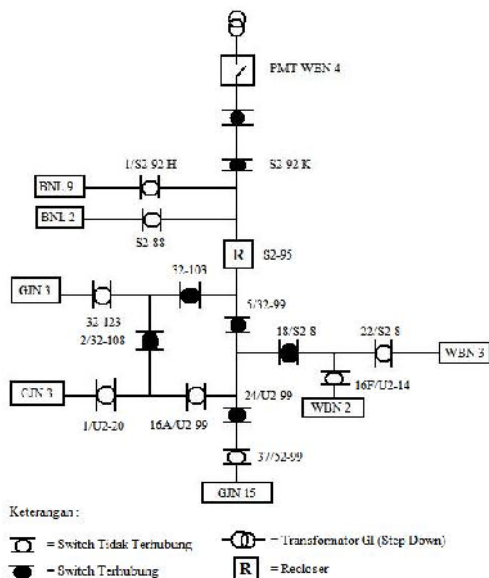 PMT WBN 4
S2-92 K
1/S2-92 H
BNL 9
BNL 2
S2-88
R
S2-95
32-103
GJN 3
5/32-99
32-123
2/32-108
18/S2 8
22/S2 8
WBN 3
16F/U2-14
WBN 2
GJN 3
24/U2-99
1/U2-20
16A/U2 99
37/52-99
GJN 15
Keterangan :
= Switch Tidak Terhubung
= Transformator GI (Step Down)
= Switch Terhubung
R = Recloser